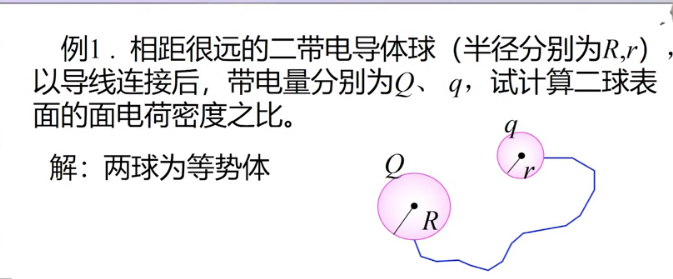 例1．相距很远的二带电导体球（半径分别为R,r），
以导线连接后，带电量分别为Q、q，试计算二球表
面的面电荷密度之比。
解：两球为等势体
q
r
Q
R